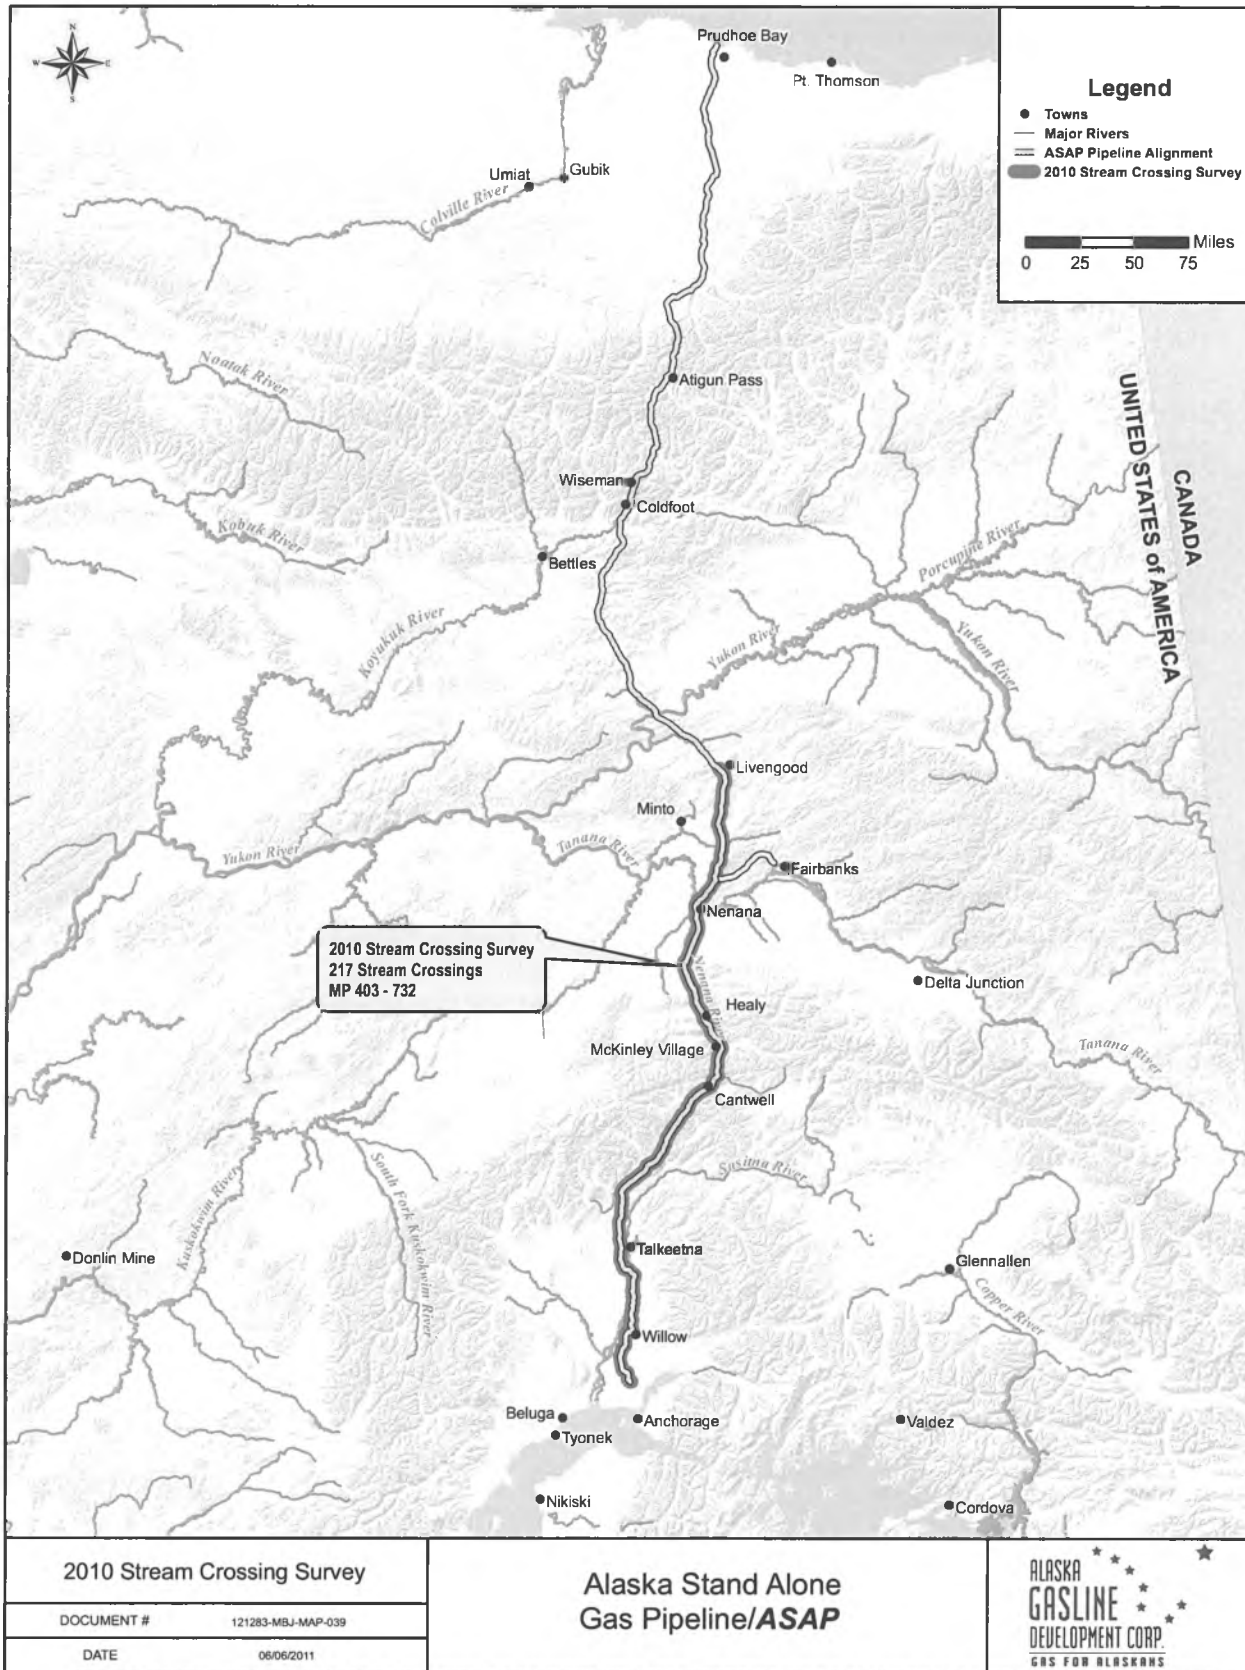 N
W
E
S
Prudhoe Bay
Pt. Thomson
Legend
Towns
Major Rivers
ASAP Pipeline Alignment
2010 Stream Crossing Survey
Miles
0 25 50 75
Umiat
Gubik
Colville River
Noatak River
Atigun Pass
UNITED STATES of AMERICA
CANADA
Wiseman
Coldfoot
Kobuk River
Bettles
Porcupine River
Koyukuk River
Yukon River
Yukon River
Livengood
Minto
Yukon River
Tanana River
Fairbanks
Nenana
2010 Stream Crossing Survey
217 Stream Crossings
MP 403 - 732
Nenana River
Delta Junction
Healy
McKinley Village
Tanana River
Cantwell
Susitna River
Kuskokwim River
South Fork Kuskokwim River
Donlin Mine
Talkeetna
Glennallen
Copper River
Willow
Beluga
Anchorage
Valdez
Tyonek
Nikiski
Cordova
2010 Stream Crossing Survey
DOCUMENT # 121283-MBJ-MAP-039
DATE 06/06/2011
Alaska Stand Alone
Gas Pipeline/ASAP
ALASKA
GASLINE
DEVELOPMENT CORP.
GAS FOR ALASKANS